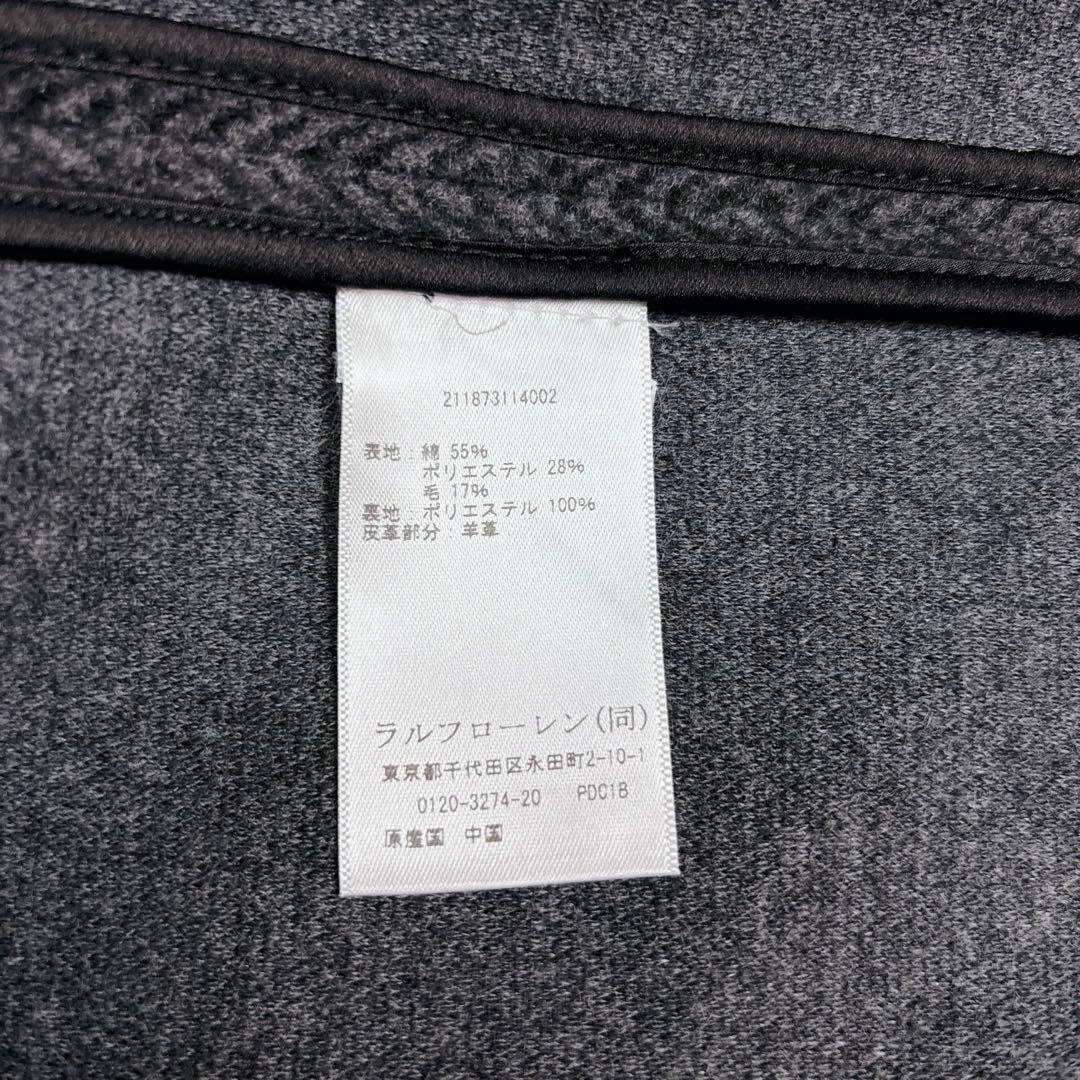 211873114002
表地：綿 55%
ポリエステル 28%
毛 17%
裏地：ポリエステル 100%
皮革部分：羊革
ラルフローレン(同)
東京都千代田区永田町2-10-1
0120-3274-20 PDC1B
原産国 中国